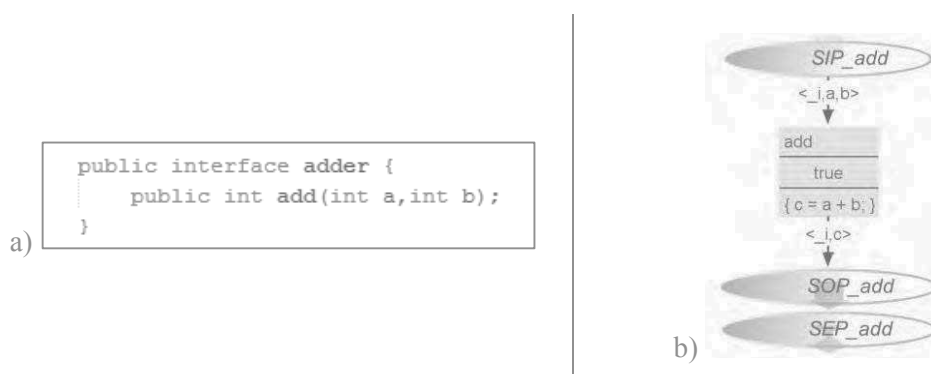 public interface adder {
public int add(int a,int b);
}
a)
SIP_add
<_i,a,b>
add
true
{ c = a + b; }
<_i,c>
SOP_add
SEP_add
b)